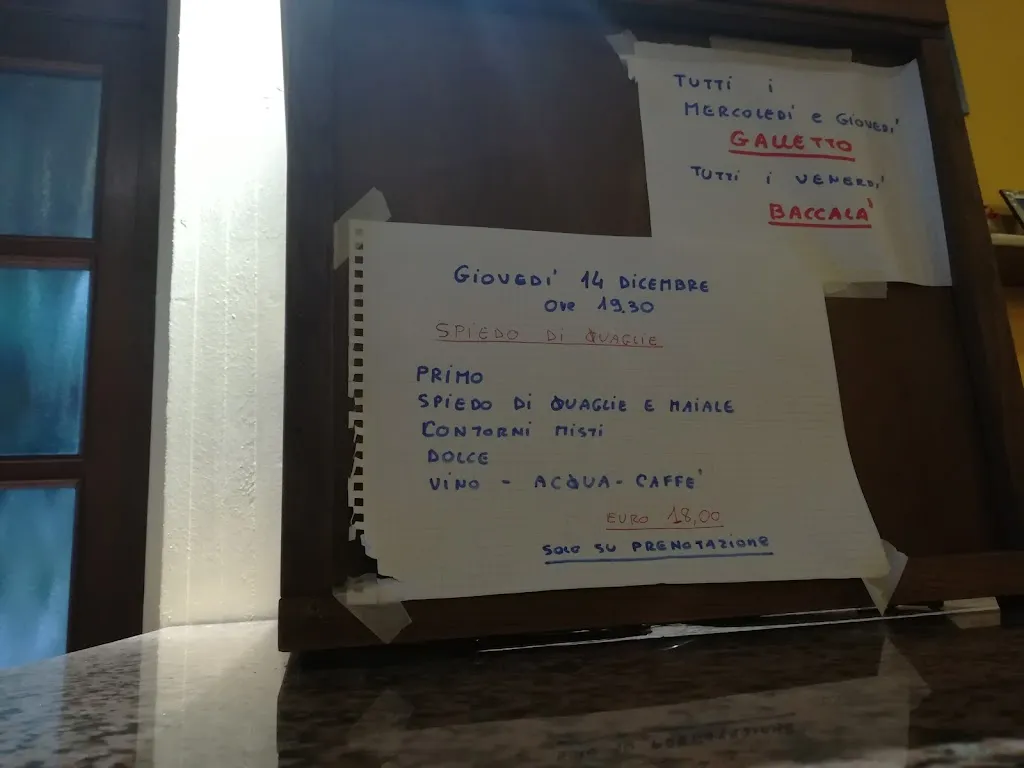 TUTTI i
MERCOLEDI' e GIOVEDI'
GALLETTO
TUTTI i VENERDI'
BACCALA'
GIOVEDI' 14 DICEMBRE
ORE 19.30
SPIEDO DI QUAGLIE
PRIMO
SPIEDO DI QUAGLIE E MAIALE
CONTORNI MISTI
DOLCE
VINO - ACQUA - CAFFE'
EURO 18,00
SOLO SU PRENOTAZIONE